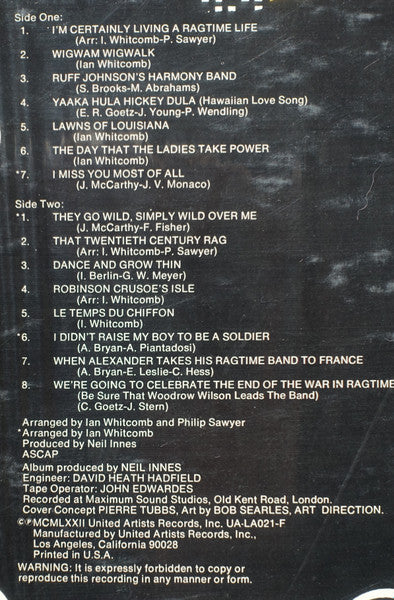 Side One:
1. I'M CERTAINLY LIVING A RAGTIME LIFE
(Arr: I. Whitcomb-P. Sawyer)
2. WIGWAM WIGWALK
(Ian Whitcomb)
3. RUFF JOHNSON'S HARMONY BAND
(S. Brooks-M. Abrahams)
4. YAAKA HULA HICKEY DULA (Hawaiian Love Song)
(E. R. Goetz-J. Young-P. Wendling)
5. LAWNS OF LOUISIANA
(Ian Whitcomb)
6. THE DAY THAT THE LADIES TAKE POWER
(Ian Whitcomb)
*7. I MISS YOU MOST OF ALL
(J. McCarthy-J. V. Monaco)
Side Two:
*1. THEY GO WILD, SIMPLY WILD OVER ME
(J. McCarthy-F. Fisher)
2. THAT TWENTIETH CENTURY RAG
(Arr: I. Whitcomb-P. Sawyer)
3. DANCE AND GROW THIN
(I. Berlin-G. W. Meyer)
4. ROBINSON CRUSOE'S ISLE
(Arr: I. Whitcomb)
5. LE TEMPS DU CHIFFON
(I. Whitcomb)
*6. I DIDN'T RAISE MY BOY TO BE A SOLDIER
(A. Bryan-A. Piantadosi)
7. WHEN ALEXANDER TAKES HIS RAGTIME BAND TO FRANCE
(A. Bryan-E. Leslie-C. Hess)
8. WE'RE GOING TO CELEBRATE THE END OF THE WAR IN RAGTIME
(Be Sure That Woodrow Wilson Leads The Band)
(C. Goetz-J. Stern)
Arranged by Ian Whitcomb and Philip Sawyer
*Arranged by Ian Whitcomb
Produced by Neil Innes
ASCAP
Album produced by NEIL INNES
Engineer: DAVID HEATH HADFIELD
Tape Operator: JOHN EDWARDES
Recorded at Maximum Sound Studios, Old Kent Road, London.
Cover Concept PIERRE TUBBS, Art by BOB SEARLES, ART DIRECTION.
©℗MCMLXXII United Artists Records, Inc. UA-LA021-F
Manufactured by United Artists Records, Inc.,
Los Angeles, California 90028
Printed in U.S.A.
WARNING: It is expressly forbidden to copy or
reproduce this recording in any manner or form.